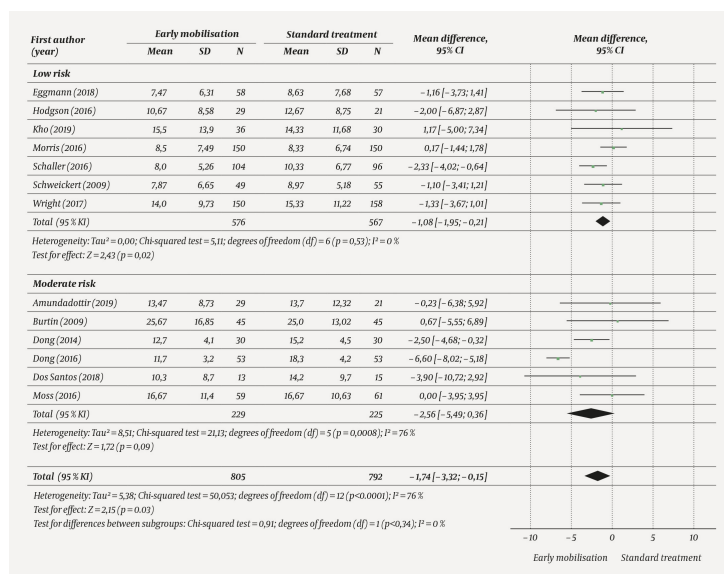 First author (year) Early mobilisation Standard treatment Mean difference, 95% CI Mean difference, 95% CI
Mean SD N Mean SD N
Low risk
Eggmann (2018) 7,47 6,31 58 8,63 7,68 57 −1,16 [−3,73; 1,41]
Hodgson (2016) 10,67 8,58 29 12,67 8,75 21 −2,00 [−6,87; 2,87]
Kho (2019) 15,5 13,9 36 14,33 11,68 30 1,17 [−5,00; 7,34]
Morris (2016) 8,5 7,49 150 8,33 6,74 150 0,17 [−1,44; 1,78]
Schaller (2016) 8,0 5,26 104 10,33 6,77 96 −2,33 [−4,02; −0,64]
Schweickert (2009) 7,87 6,65 49 8,97 5,18 55 −1,10 [−3,41; 1,21]
Wright (2017) 14,0 9,73 150 15,33 11,22 158 −1,33 [−3,67; 1,01]
Total (95 % KI) 576 567 −1,08 [−1,95; −0,21]
Heterogeneity: Tau² = 0,00; Chi-squared test = 5,11; degrees of freedom (df) = 6 (p = 0,53); I² = 0 %
Test for effect: Z = 2,43 (p = 0,02)
Moderate risk
Amundadottir (2019) 13,47 8,73 29 13,7 12,32 21 −0,23 [−6,38; 5,92]
Burtin (2009) 25,67 16,85 45 25,0 13,02 45 0,67 [−5,55; 6,89]
Dong (2014) 12,7 4,1 30 15,2 4,5 30 −2,50 [−4,68; −0,32]
Dong (2016) 11,7 3,2 53 18,3 4,2 53 −6,60 [−8,02; −5,18]
Dos Santos (2018) 10,3 8,7 13 14,2 9,7 15 −3,90 [−10,72; 2,92]
Moss (2016) 16,67 11,4 59 16,67 10,63 61 0,00 [−3,95; 3,95]
Total (95 % KI) 229 225 −2,56 [−5,49; 0,36]
Heterogeneity: Tau² = 8,51; Chi-squared test = 21,13; degrees of freedom (df) = 5 (p = 0,0008); I² = 76 %
Test for effect: Z = 1,72 (p = 0,09)
Total (95 % KI) 805 792 −1,74 [−3,32; −0,15]
Heterogeneity: Tau² = 5,38; Chi-squared test = 50,053; degrees of freedom (df) = 12 (p<0.0001); I² = 76 %
Test for effect: Z = 2,15 (p = 0.03)
Test for differences between subgroups: Chi-squared test = 0,91; degrees of freedom (df) = 1 (p<0,34); I² = 0 %
−10 −5 0 5 10
Early mobilisation Standard treatment